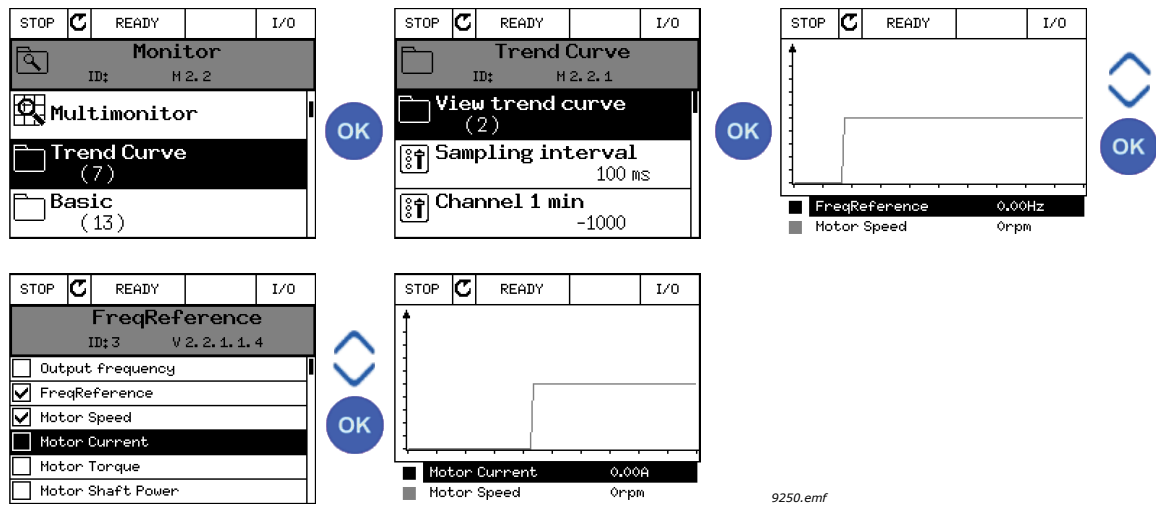 STOP READY I/O
Monitor
ID: M2.2
Multimonitor
Trend Curve
(7)
Basic
(13)
OK
STOP READY I/O
Trend Curve
ID: M2.2.1
View trend curve
(2)
Sampling interval
100 ms
Channel 1 min
-1000
OK
STOP READY I/O
FreqReference 0.00Hz
Motor Speed 0rpm
OK
STOP READY I/O
FreqReference
ID:3 V2.2.1.1.4
Output frequency
FreqReference
Motor Speed
Motor Current
Motor Torque
Motor Shaft Power
OK
STOP READY I/O
Motor Current 0.00A
Motor Speed 0rpm
9250.emf